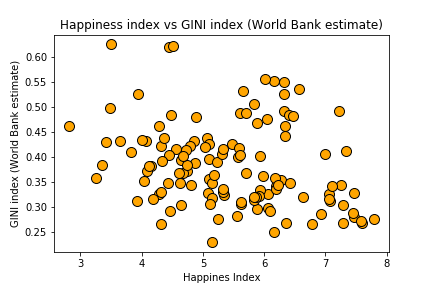 Happiness index vs GINI index (World Bank estimate)
GINI index (World Bank estimate)
0.60
0.55
0.50
0.45
0.40
0.35
0.30
0.25
3 4 5 6 7 8
Happines Index